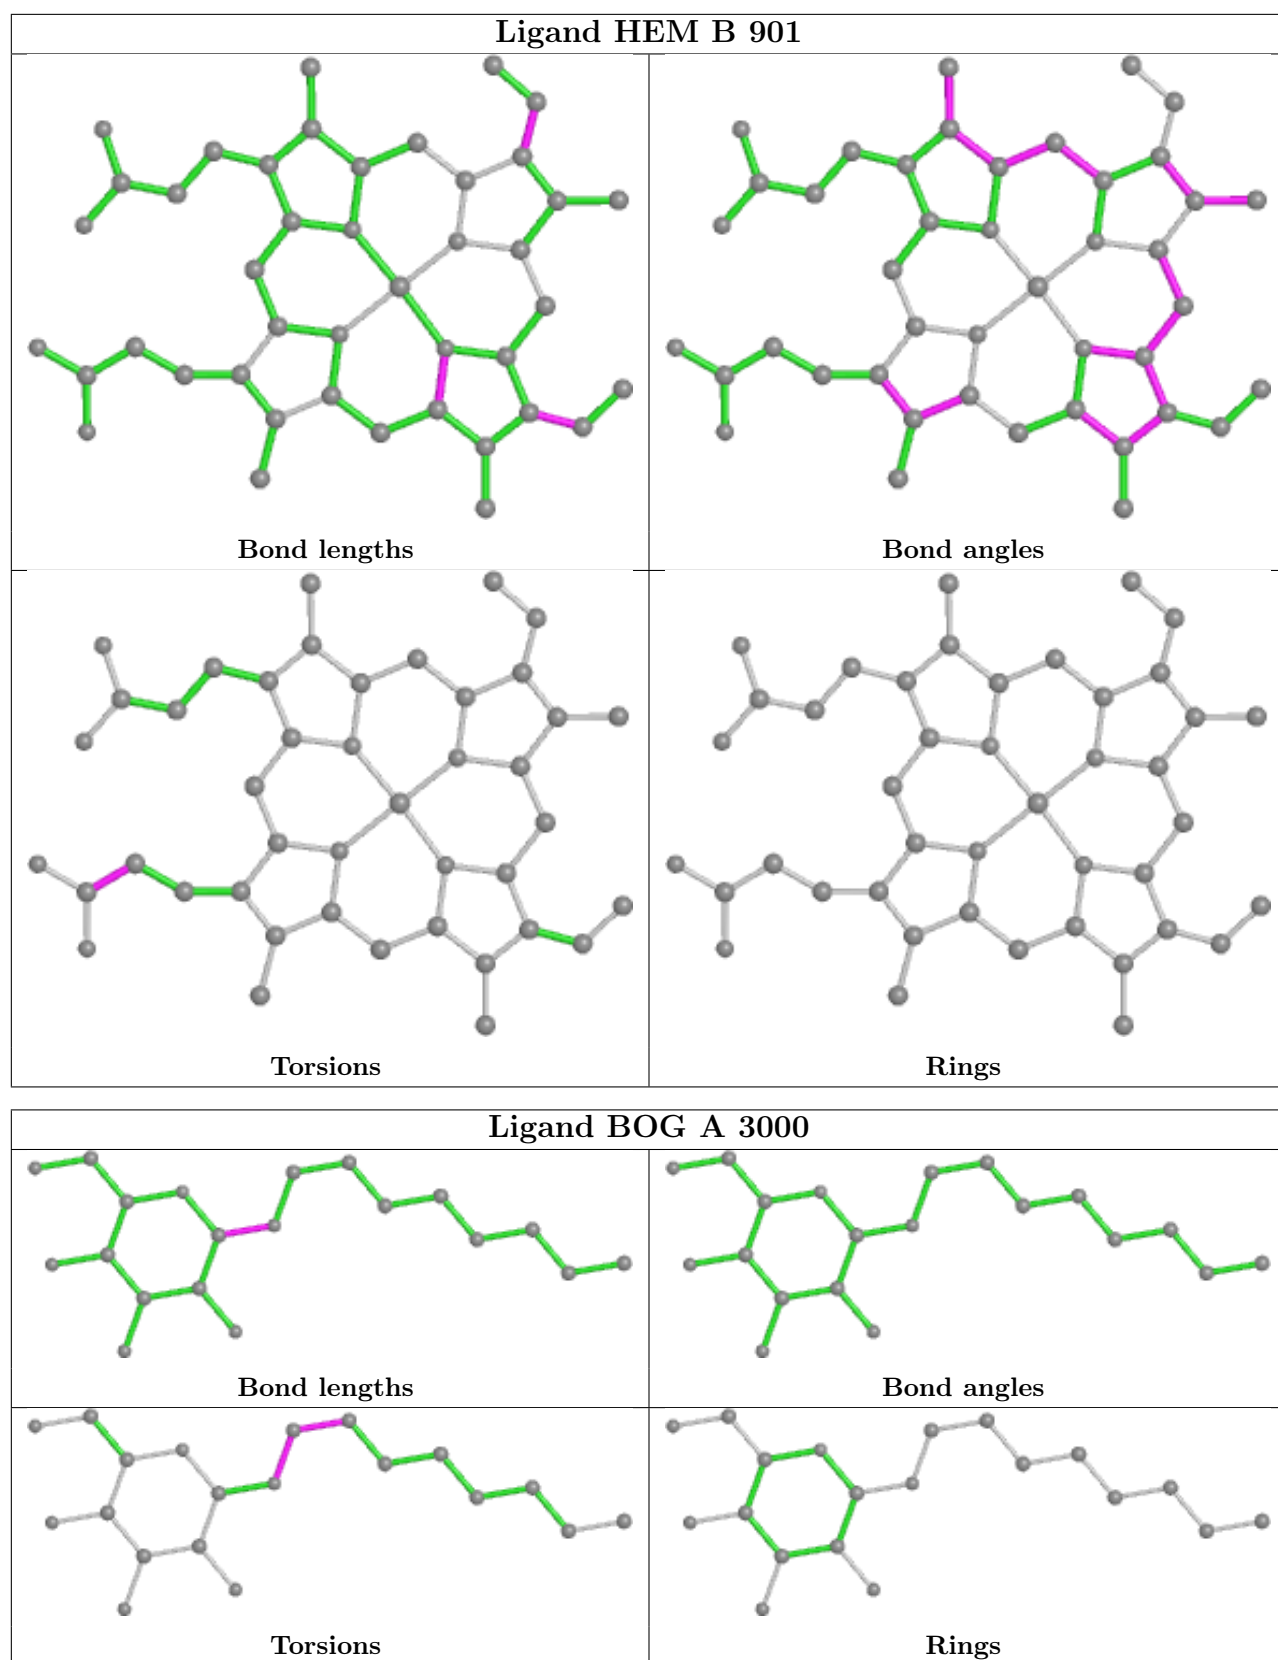 Ligand HEM B 901
Bond lengths
Bond angles
Torsions
Rings
Ligand BOG A 3000
Bond lengths
Bond angles
Torsions
Rings